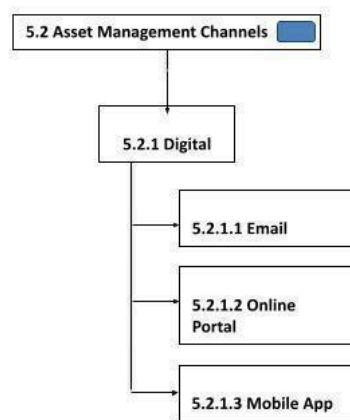 5.2 Asset Management Channels
5.2.1 Digital
5.2.1.1 Email
5.2.1.2 Online
Portal
5.2.1.3 Mobile App